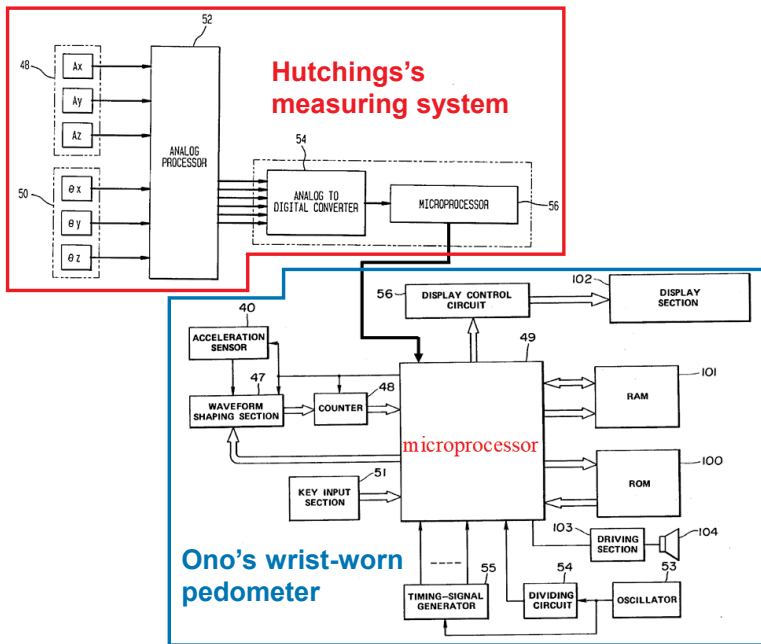 52
48
Ax
Ay
Az
ANALOG
PROCESSOR
50
θx
θy
θz
Hutchings's
measuring system
54
ANALOG TO
DIGITAL CONVERTER
MICROPROCESSOR
56
102
56
DISPLAY CONTROL
CIRCUIT
DISPLAY
SECTION
40
ACCELERATION
SENSOR
49
47
WAVEFORM
SHAPING SECTION
48
COUNTER
101
RAM
microprocessor
51
KEY INPUT
SECTION
100
ROM
103
DRIVING
SECTION
104
Ono's wrist-worn
pedometer
55
TIMING-SIGNAL
GENERATOR
54
DIVIDING
CIRCUIT
53
OSCILLATOR